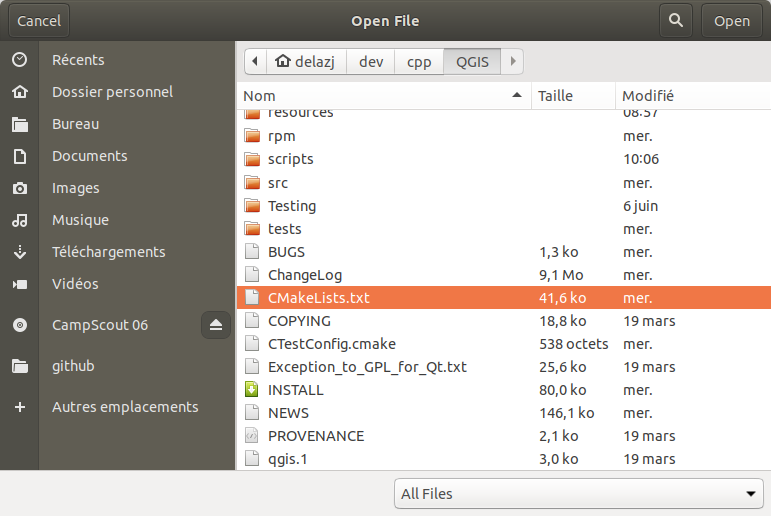 Cancel Open File Open
Récents
Dossier personnel
Bureau
Documents
Images
Musique
Téléchargements
Vidéos
CampScout 06
github
Autres emplacements
delazj dev cpp QGIS
Nom Taille Modifié
resources 08:57
rpm mer.
scripts 10:06
src mer.
Testing 6 juin
tests mer.
BUGS 1,3 ko mer.
ChangeLog 9,1 Mo mer.
CMakeLists.txt 41,6 ko mer.
COPYING 18,8 ko 19 mars
CTestConfig.cmake 538 octets mer.
Exception_to_GPL_for_Qt.txt 25,6 ko 19 mars
INSTALL 80,0 ko mer.
NEWS 146,1 ko mer.
PROVENANCE 2,1 ko 19 mars
qgis.1 3,0 ko 19 mars
All Files